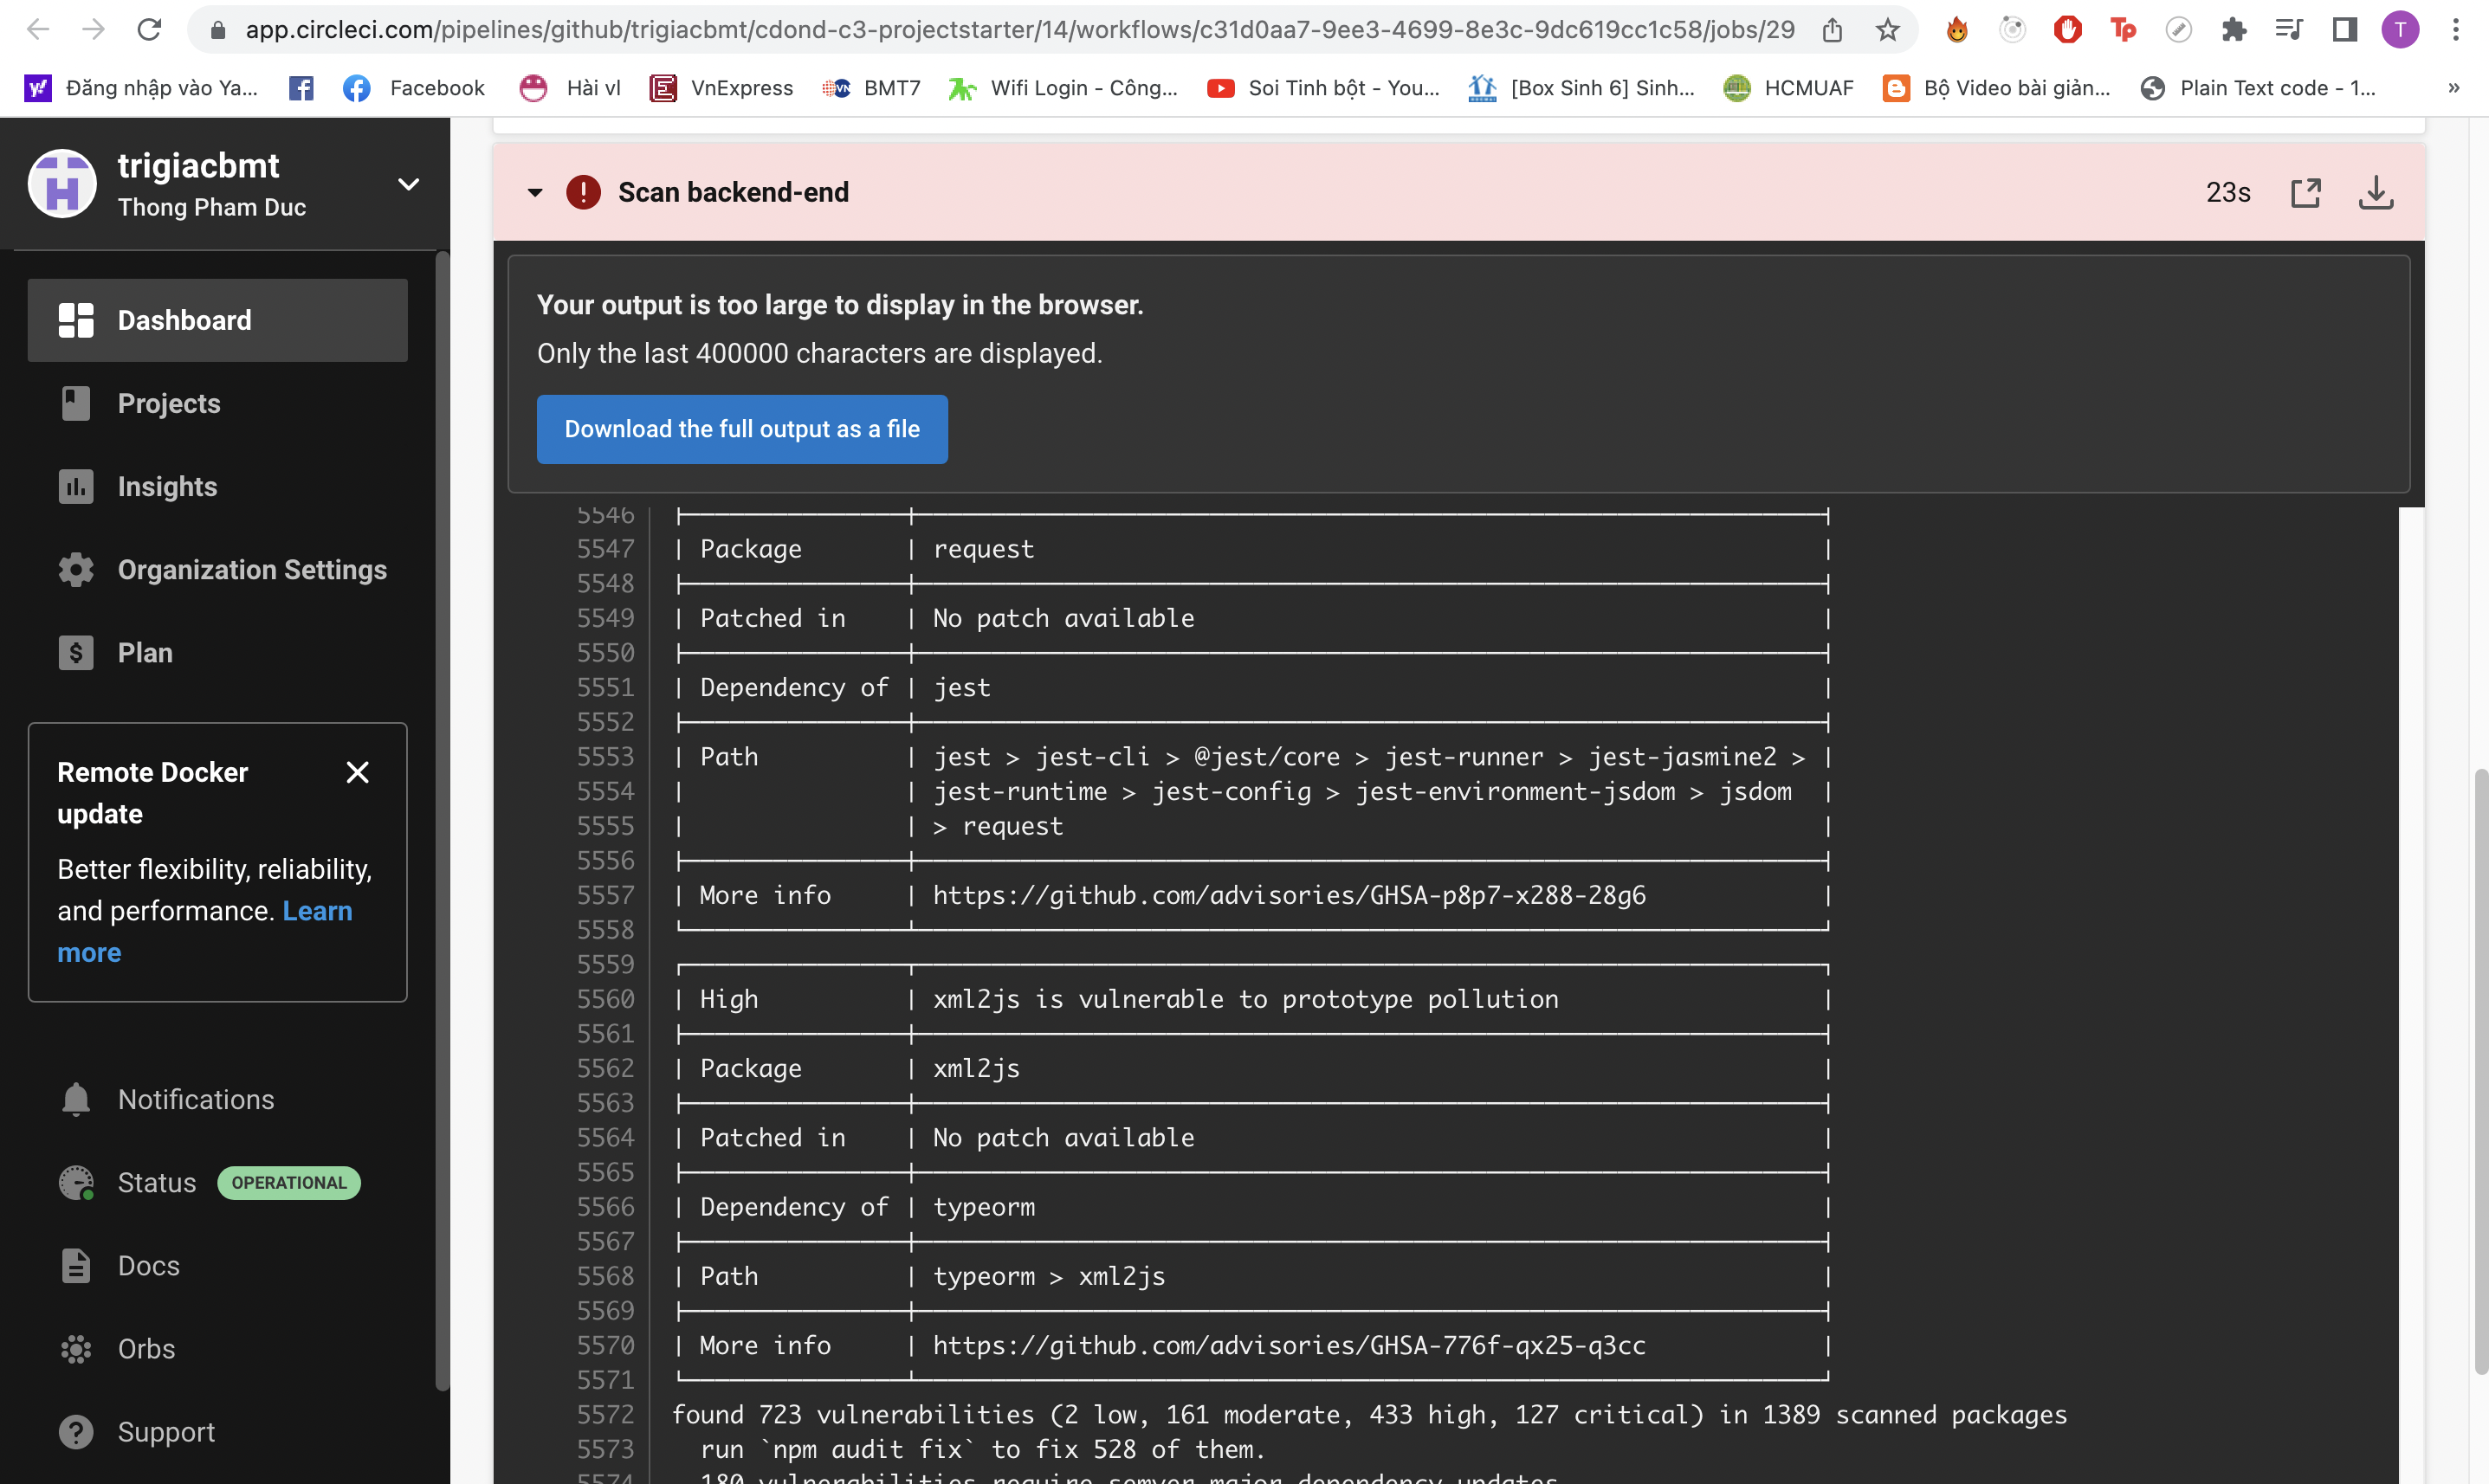 app.circleci.com/pipelines/github/trigiacbmt/cdond-c3-projectstarter/14/workflows/c31d0aa7-9ee3-4699-8e3c-9dc619cc1c58/jobs/29
Tp
T
y!
Đăng nhập vào Ya...
Facebook
Hài vl
VnExpress
BMT7
Wifi Login - Công...
Soi Tinh bột - You...
[Box Sinh 6] Sinh...
HCMUAF
Bộ Video bài giản...
Plain Text code - 1...
»
trigiacbmt
Thong Pham Duc
Dashboard
Projects
Insights
Organization Settings
Plan
Remote Docker
update
Better flexibility, reliability,
and performance. Learn
more
Notifications
Status OPERATIONAL
Docs
Orbs
Support
Scan backend-end
23s
Your output is too large to display in the browser.
Only the last 400000 characters are displayed.
Download the full output as a file
5546
5547 | Package | request |
5548
5549 | Patched in | No patch available |
5550
5551 | Dependency of | jest |
5552
5553 | Path | jest > jest-cli > @jest/core > jest-runner > jest-jasmine2 > |
5554 | | jest-runtime > jest-config > jest-environment-jsdom > jsdom |
5555 | | > request |
5556
5557 | More info | https://github.com/advisories/GHSA-p8p7-x288-28g6 |
5558
5559
5560 | High | xml2js is vulnerable to prototype pollution |
5561
5562 | Package | xml2js |
5563
5564 | Patched in | No patch available |
5565
5566 | Dependency of | typeorm |
5567
5568 | Path | typeorm > xml2js |
5569
5570 | More info | https://github.com/advisories/GHSA-776f-qx25-q3cc |
5571
5572 found 723 vulnerabilities (2 low, 161 moderate, 433 high, 127 critical) in 1389 scanned packages
5573 run `npm audit fix` to fix 528 of them.
5574 180 vulnerabilities require semver-major dependency updates